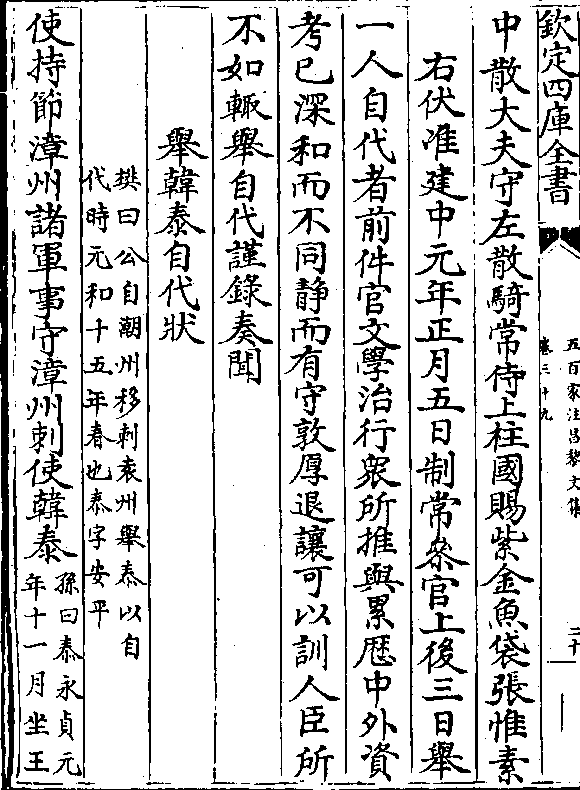 欽定四庫全書
五百家注昌黎文集
卷三十九
二十
中散大夫守左散騎常侍上柱國賜紫金魚袋張惟素
右伏准建中元年正月五日制常叅官上後三日舉
一人自代者前件官文學治行衆所推與累歴中外資
考已深和而不同静而有守敦厚退讓可以訓人臣所
不如輙舉自代謹錄奏聞
舉韓泰自代狀
樊曰公自潮州移刺袁州舉泰以自
代時元和十五年春也泰字安平
使持節漳州諸軍事守漳州刺使韓泰
孫曰泰永貞元
年十一月坐王